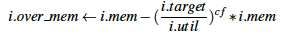 i.over_mem ← i.mem − (i.target / i.util)^cf * i.mem